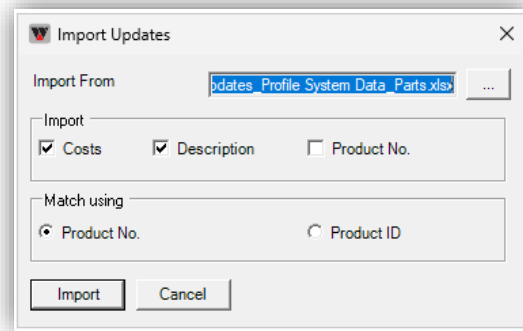 Import Updates
Import From
pdates_Profile System Data_Parts.xlsx
...
Import
Costs Description Product No.
Match using
Product No. Product ID
Import Cancel